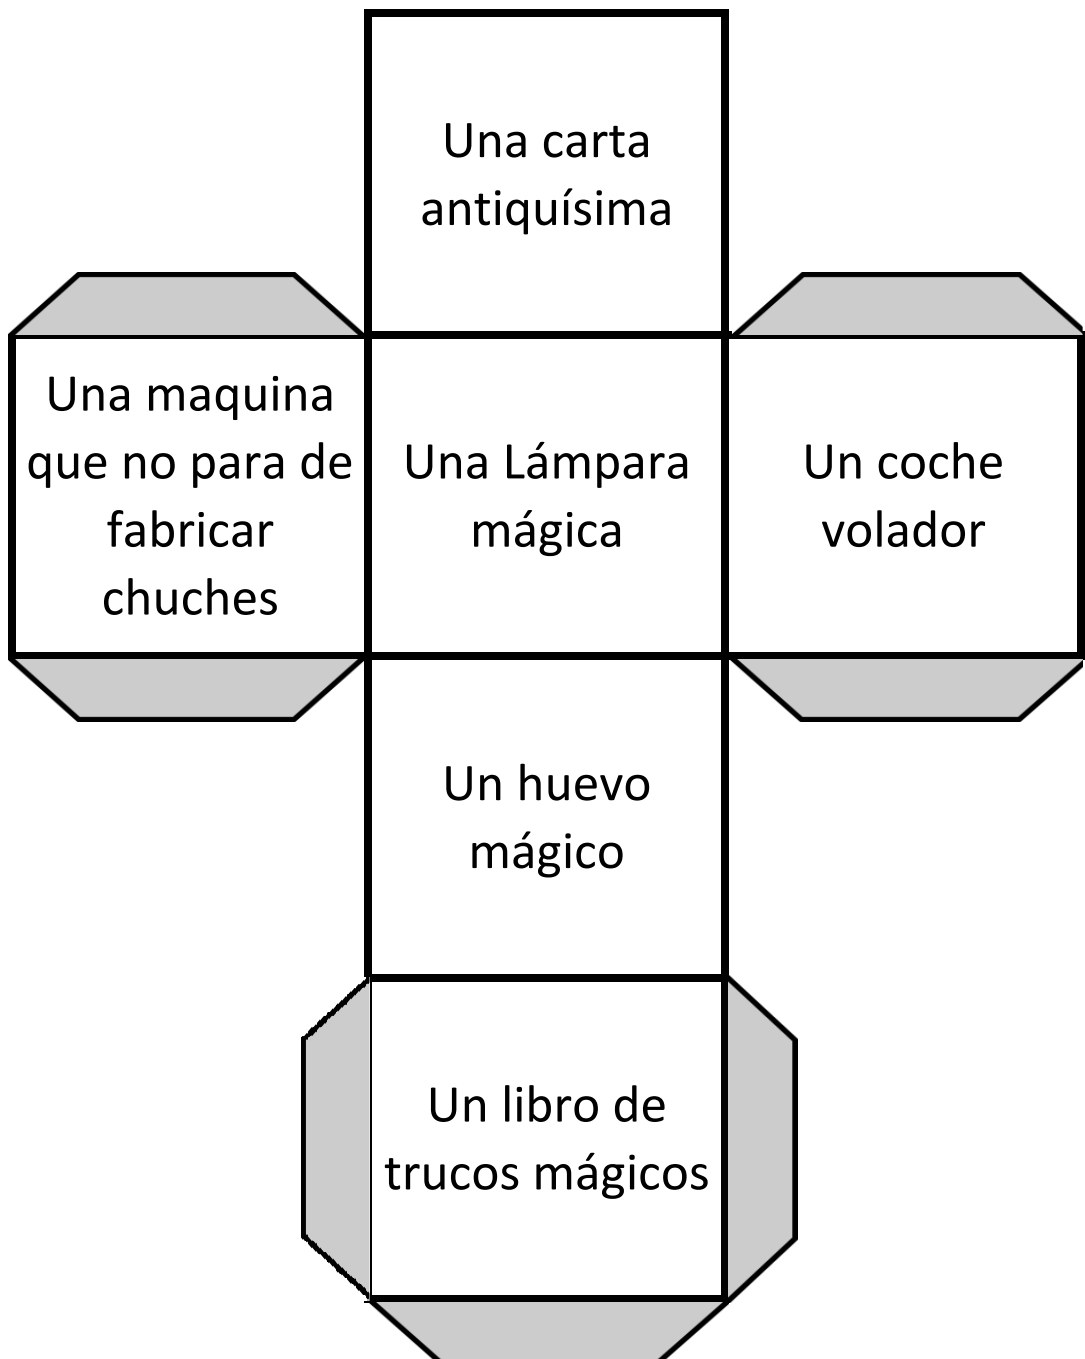 Una carta
antiquísima
Una maquina
que no para de
fabricar
chuches
Una Lámpara
mágica
Un coche
volador
Un huevo
mágico
Un libro de
trucos mágicos